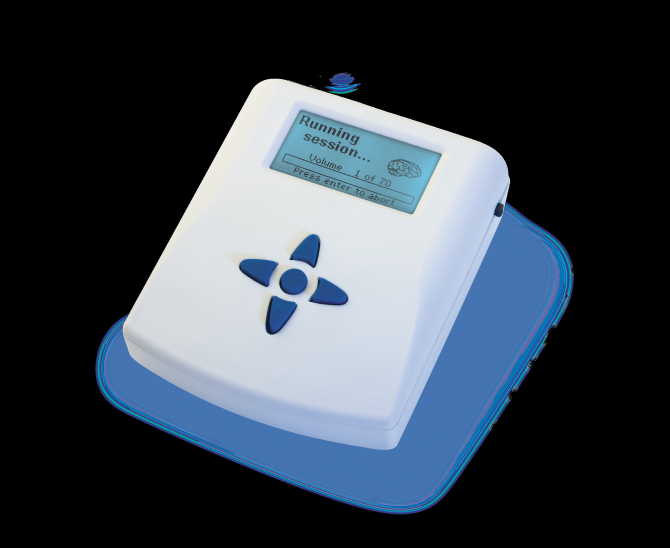 Running
session...
Volume 1 of 70
Press enter to abort